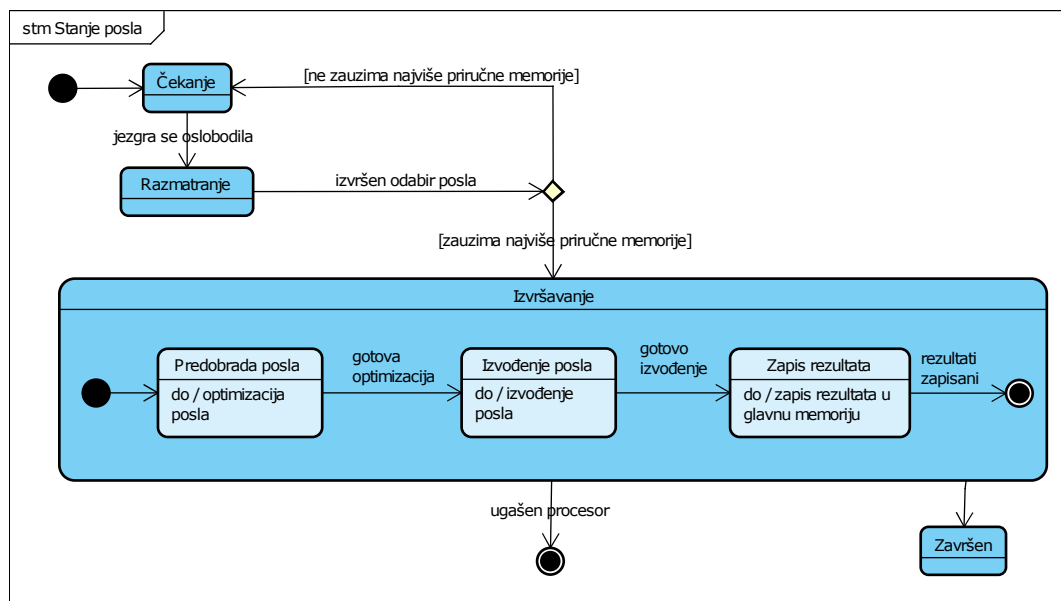 stm Stanje posla
Čekanje
[ne zauzima najviše priručne memorije]
jezgra se oslobodila
Razmatranje
izvršen odabir posla
[zauzima najviše priručne memorije]
Izvršavanje
Predobrada posla
do / optimizacija
posla
gotova
optimizacija
Izvođenje posla
do / izvođenje
posla
gotovo
izvođenje
Zapis rezultata
do / zapis rezultata u
glavnu memoriju
rezultati
zapisani
ugašen procesor
Završen